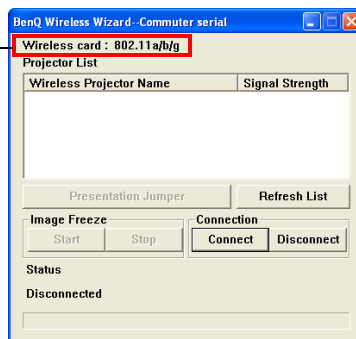 BenQ Wireless Wizard--Commuter serial
Wireless card : 802.11a/b/g
Projector List
Wireless Projector Name Signal Strength
Presentation Jumper Refresh List
Image Freeze Connection
Start Stop Connect Disconnect
Status
Disconnected